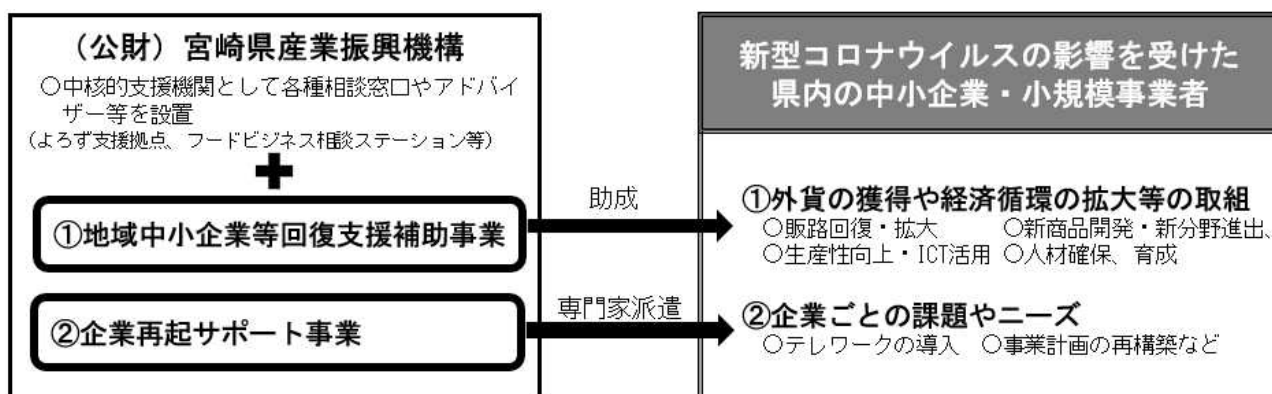 （公財）宮崎県産業振興機構
○中核的支援機関として各種相談窓口やアドバイ
ザー等を設置
（よろず支援拠点、フードビジネス相談ステーション等）
①地域中小企業等回復支援補助事業
②企業再起サポート事業
助成
専門家派遣
新型コロナウイルスの影響を受けた
県内の中小企業・小規模事業者
①外貨の獲得や経済循環の拡大等の取組
○販路回復・拡大　○新商品開発・新分野進出、
○生産性向上・ICT活用　○人材確保、育成
②企業ごとの課題やニーズ
○テレワークの導入　○事業計画の再構築など